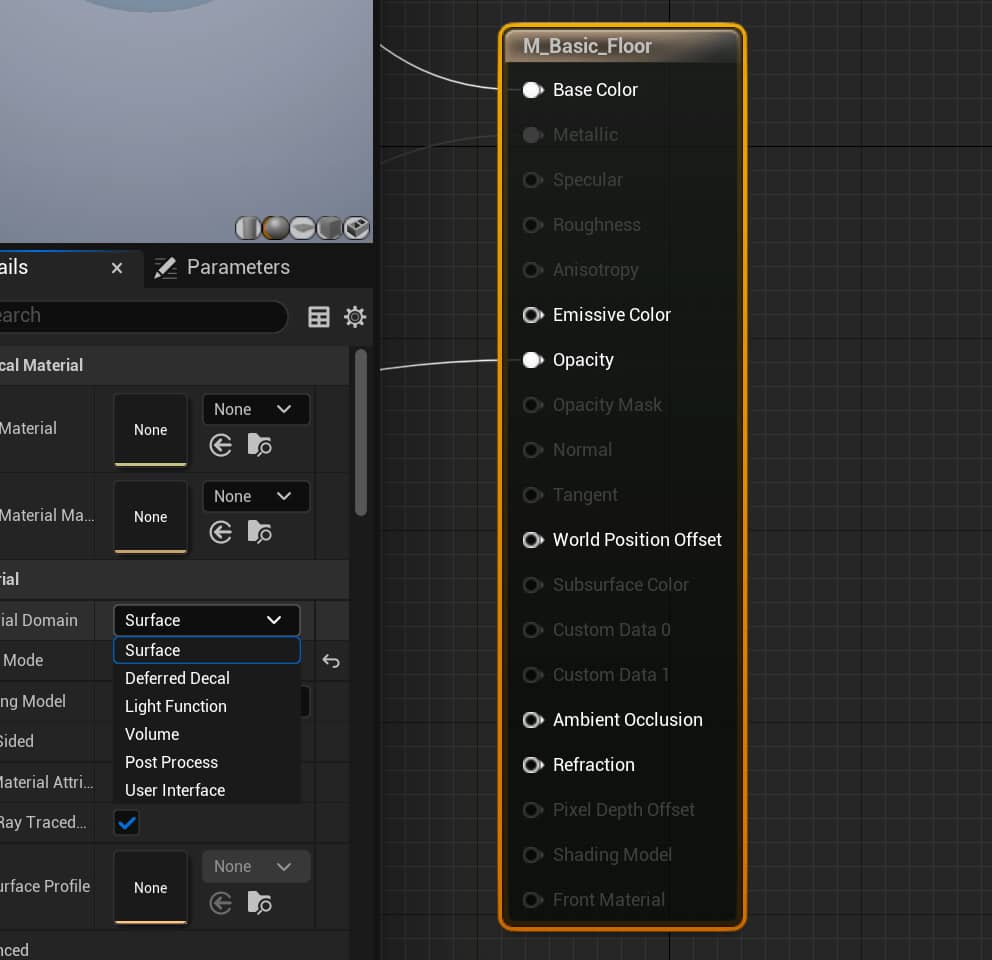 M_Basic_Floor
Base Color
Metallic
Specular
Roughness
Anisotropy
Emissive Color
Opacity
Opacity Mask
Normal
Tangent
World Position Offset
Subsurface Color
Custom Data 0
Custom Data 1
Ambient Occlusion
Refraction
Pixel Depth Offset
Shading Model
Front Material
ails
Parameters
earch
cal Material
Material
None
None
Material Ma...
None
None
rial
ial Domain
Surface
Surface
Mode
Deferred Decal
ng Model
Light Function
Sided
Volume
Post Process
Material Attri...
User Interface
Ray Traced...
urface Profile
None
None
nced